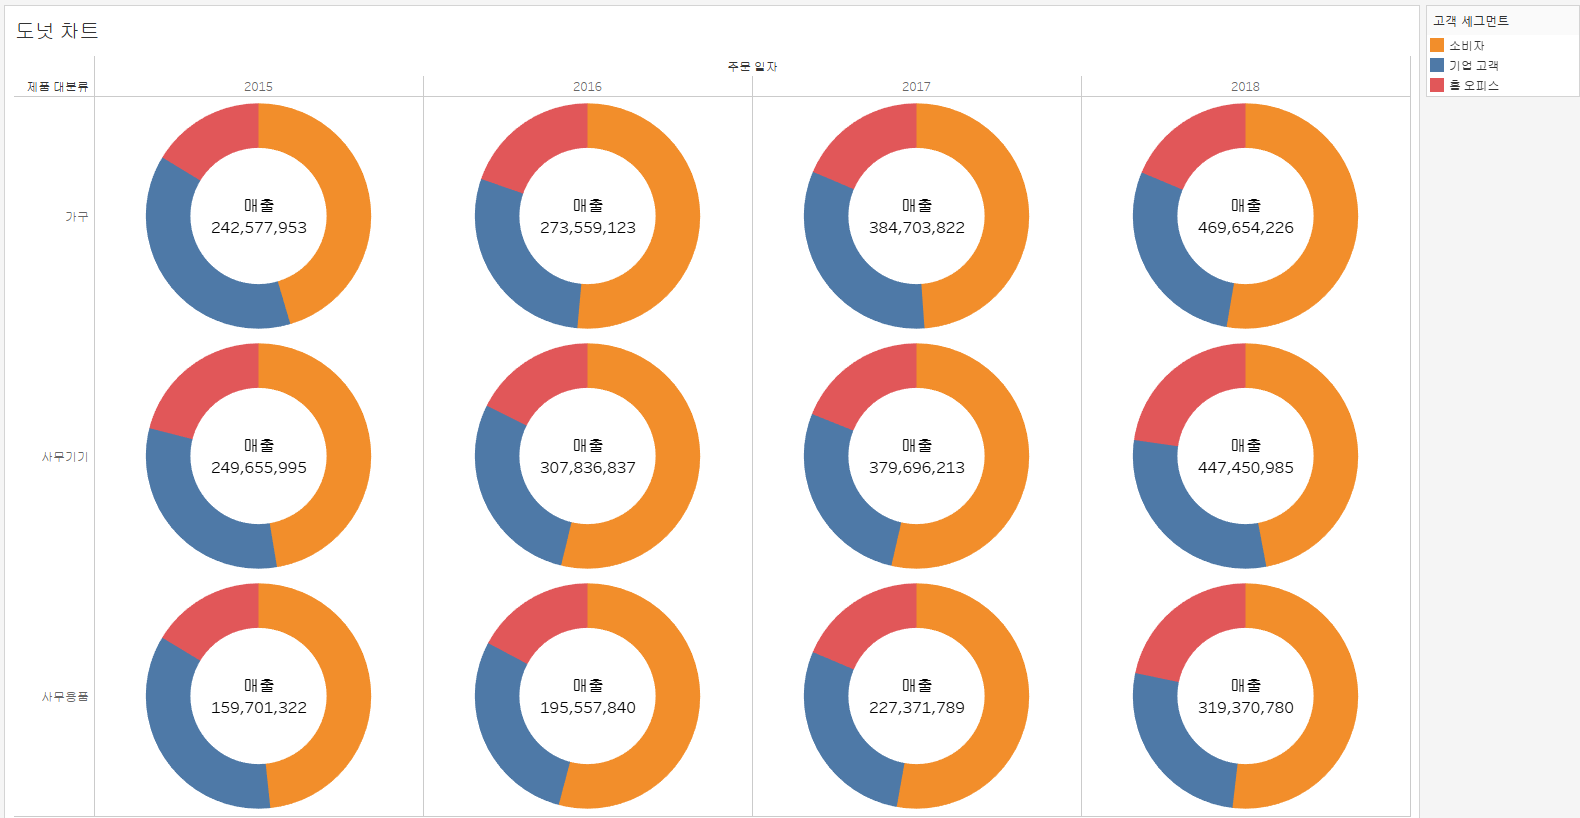 도넛 차트
주문 일자
제품 대분류 2015 2016 2017 2018
가구
매출 매출 매출 매출
242,577,953 273,559,123 384,703,822 469,654,226
사무기기
매출 매출 매출 매출
249,655,995 307,836,837 379,696,213 447,450,985
사무용품
매출 매출 매출 매출
159,701,322 195,557,840 227,371,789 319,370,780
고객 세그먼트
소비자
기업 고객
홈 오피스